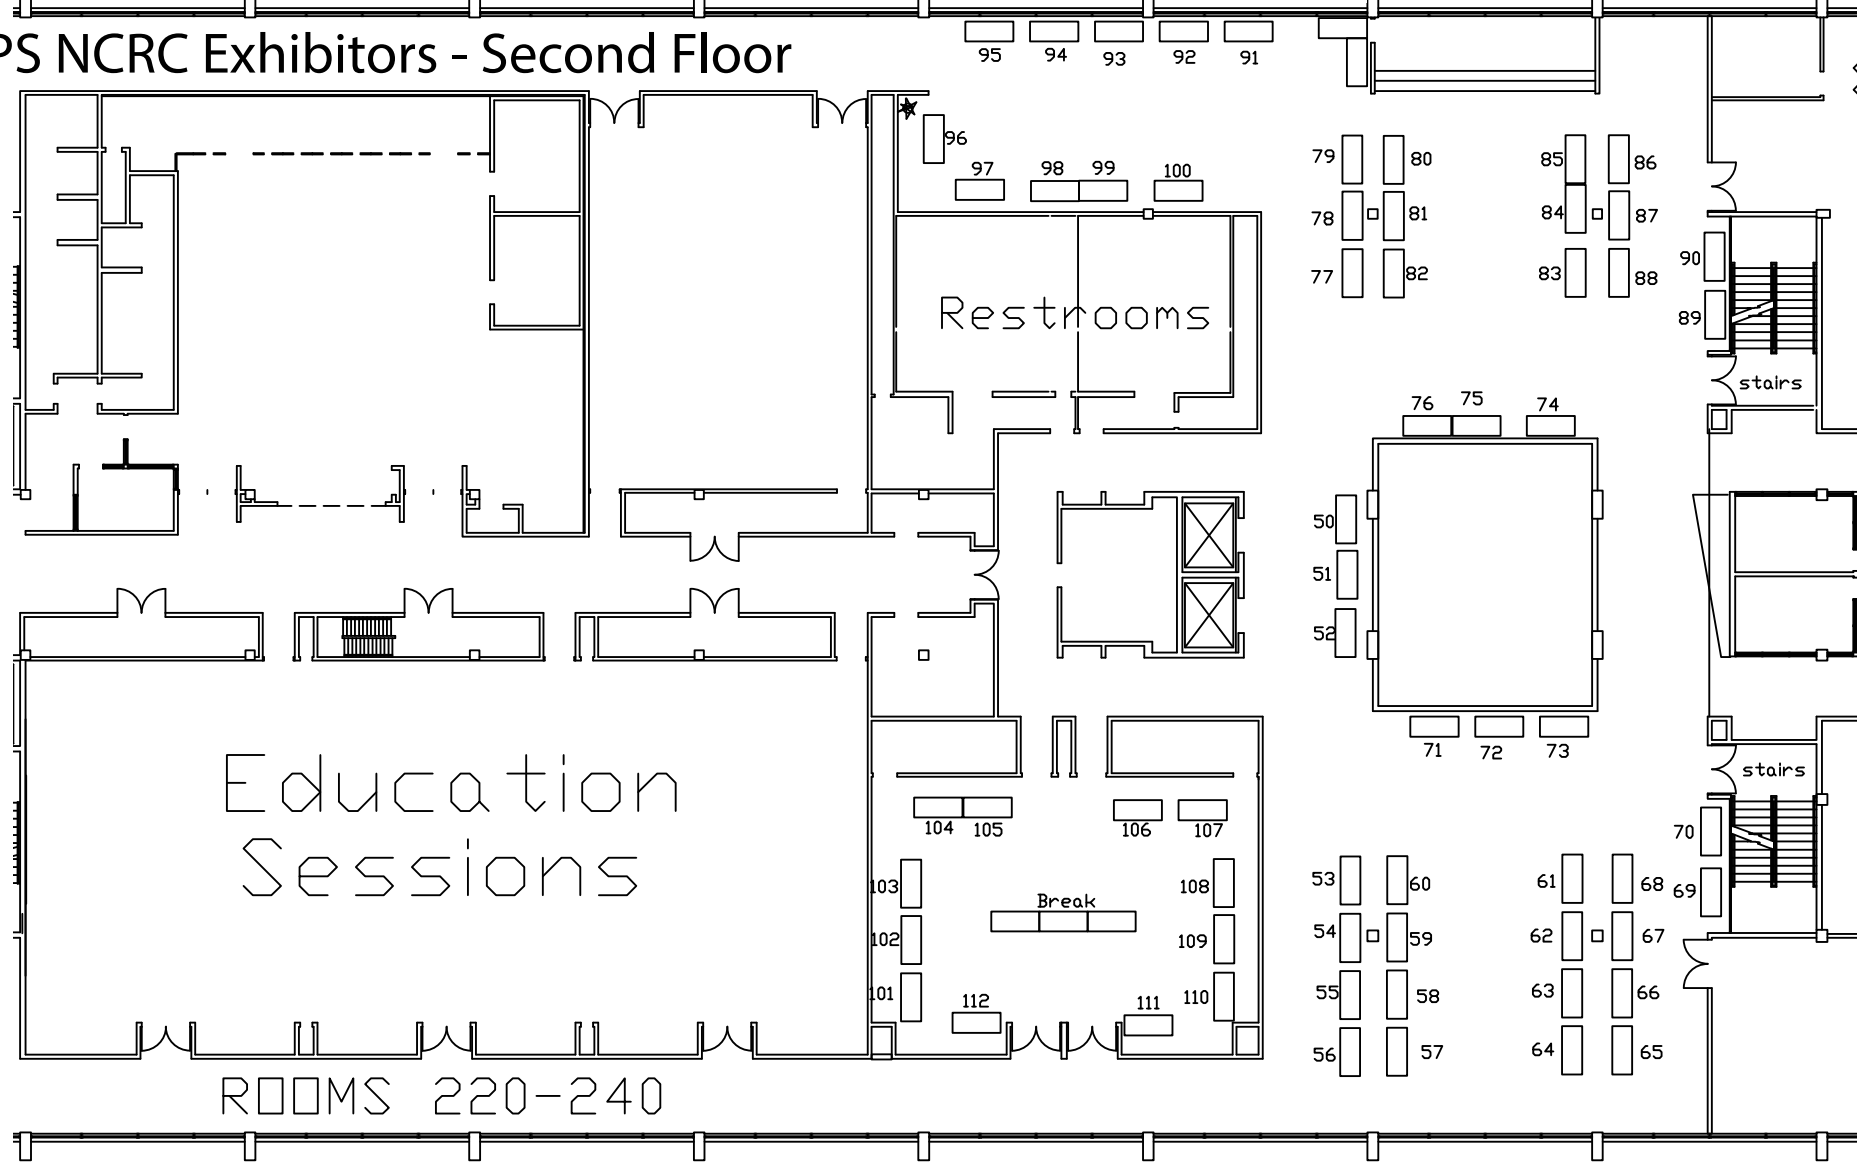 PS NCRC Exhibitors - Second Floor
95 94 93 92 91
96
97 98 99 100
79 80 85 86
78 81 84 87
77 82 83 88
90
89
Restrooms
stairs
76 75 74
50
51
52
71 72 73
stairs
Education
Sessions
104 105 106 107
70
103 108
53 60 61 68
69
Break
102 109
54 59 62 67
101 112 111 110
55 58 63 66
56 57 64 65
ROOMS 220-240